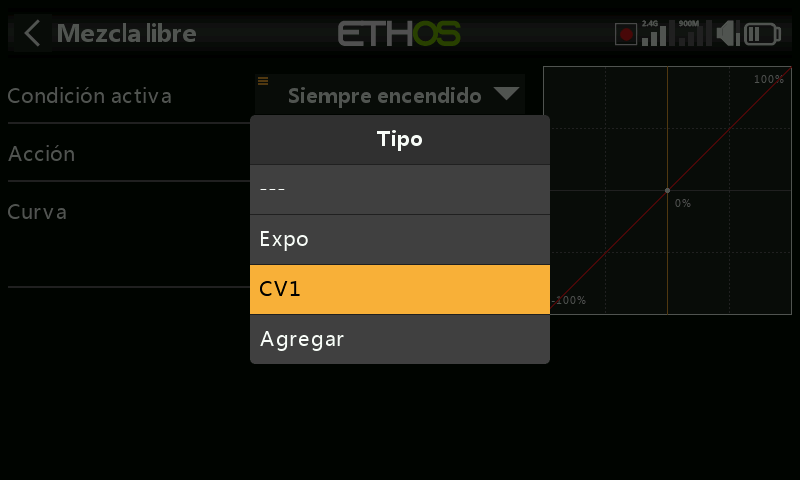 Mezcla libre
ETHOS
2.4G
900M
Condición activa
Siempre encendido
100%
Tipo
Acción
---
Curva
0%
Expo
CV1
-100%
Agregar